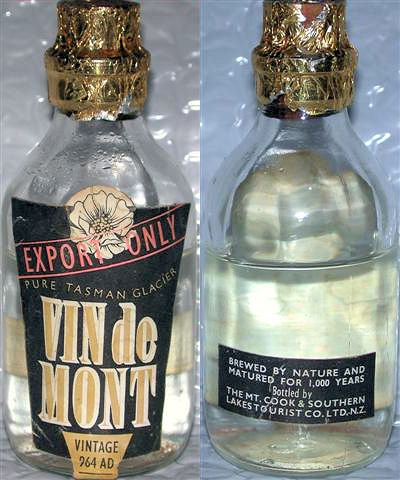 EXPORT ONLY
PURE TASMAN GLACIER
VIN de
MONT
VINTAGE
964 AD
BREWED BY NATURE AND
MATURED FOR 1,000 YEARS
Bottled by
THE MT. COOK & SOUTHERN
LAKES TOURIST CO. LTD. N.Z.